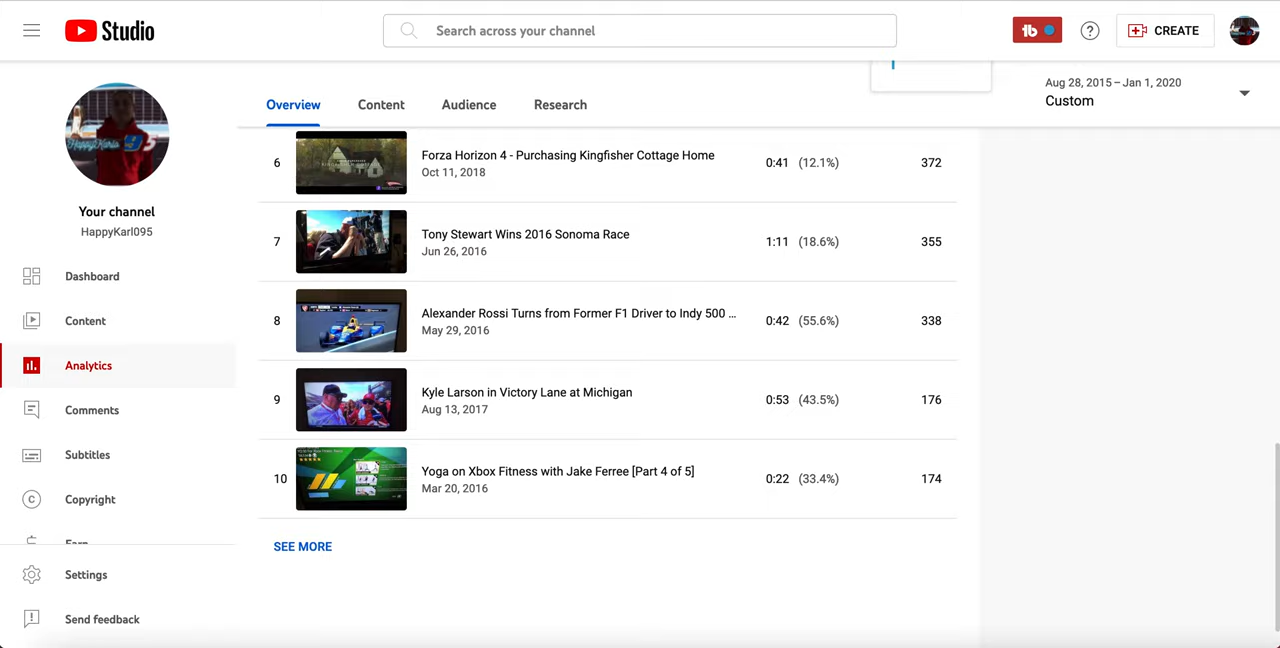 Studio
Search across your channel
CREATE
Aug 28, 2015 – Jan 1, 2020
Custom
Overview
Content
Audience
Research
6
Forza Horizon 4 - Purchasing Kingfisher Cottage Home
Oct 11, 2018
0:41 (12.1%)
372
7
Tony Stewart Wins 2016 Sonoma Race
Jun 26, 2016
1:11 (18.6%)
355
8
Alexander Rossi Turns from Former F1 Driver to Indy 500 ...
May 29, 2016
0:42 (55.6%)
338
9
Kyle Larson in Victory Lane at Michigan
Aug 13, 2017
0:53 (43.5%)
176
10
Yoga on Xbox Fitness with Jake Ferree [Part 4 of 5]
Mar 20, 2016
0:22 (33.4%)
174
SEE MORE
Your channel
HappyKarl095
Dashboard
Content
Analytics
Comments
Subtitles
Copyright
Earn
Settings
Send feedback